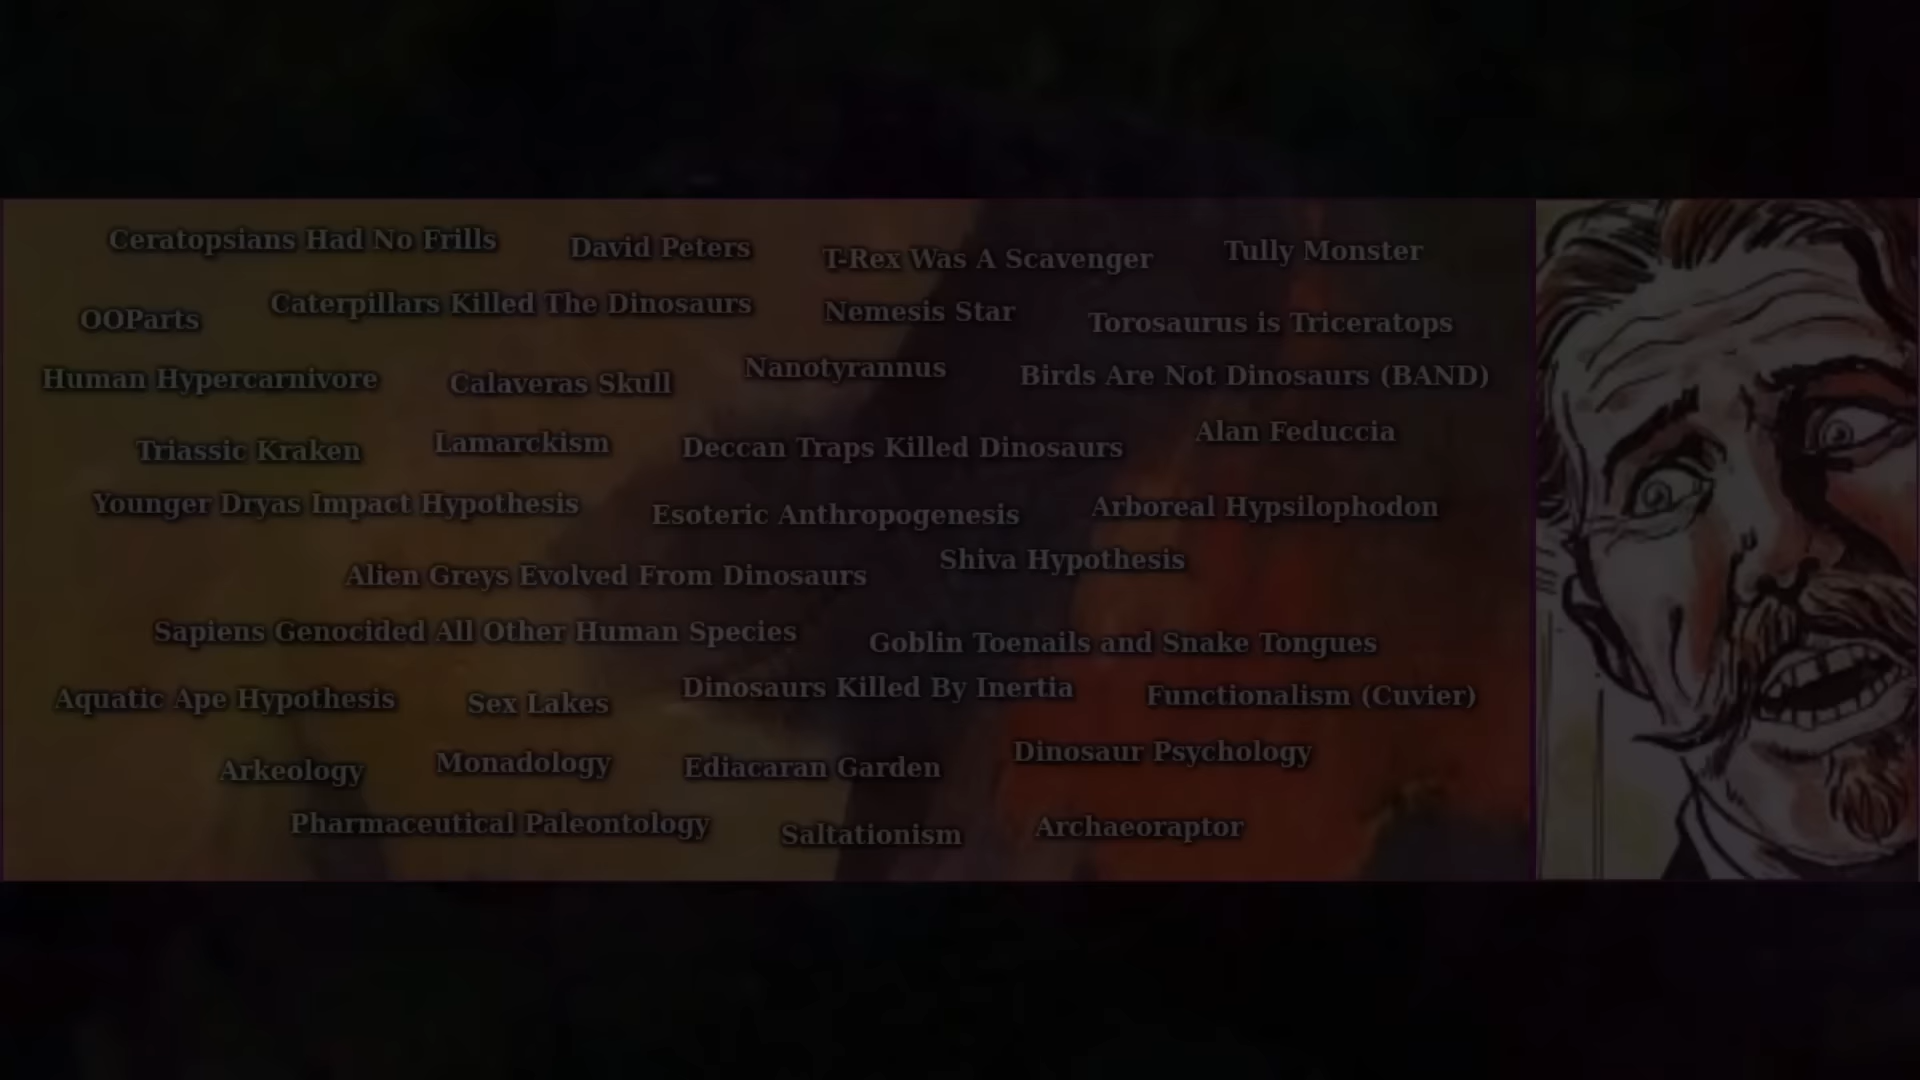 Ceratopsians Had No Frills
David Peters
T-Rex Was A Scavenger
Tully Monster
OOParts
Caterpillars Killed The Dinosaurs
Nemesis Star
Torosaurus is Triceratops
Human Hypercarnivore
Calaveras Skull
Nanotyrannus
Birds Are Not Dinosaurs (BAND)
Triassic Kraken
Lamarckism
Deccan Traps Killed Dinosaurs
Alan Feduccia
Younger Dryas Impact Hypothesis
Esoteric Anthropogenesis
Arboreal Hypsilophodon
Alien Greys Evolved From Dinosaurs
Shiva Hypothesis
Sapiens Genocided All Other Human Species
Goblin Toenails and Snake Tongues
Aquatic Ape Hypothesis
Sex Lakes
Dinosaurs Killed By Inertia
Functionalism (Cuvier)
Arkeology
Monadology
Ediacaran Garden
Dinosaur Psychology
Pharmaceutical Paleontology
Saltationism
Archaeoraptor